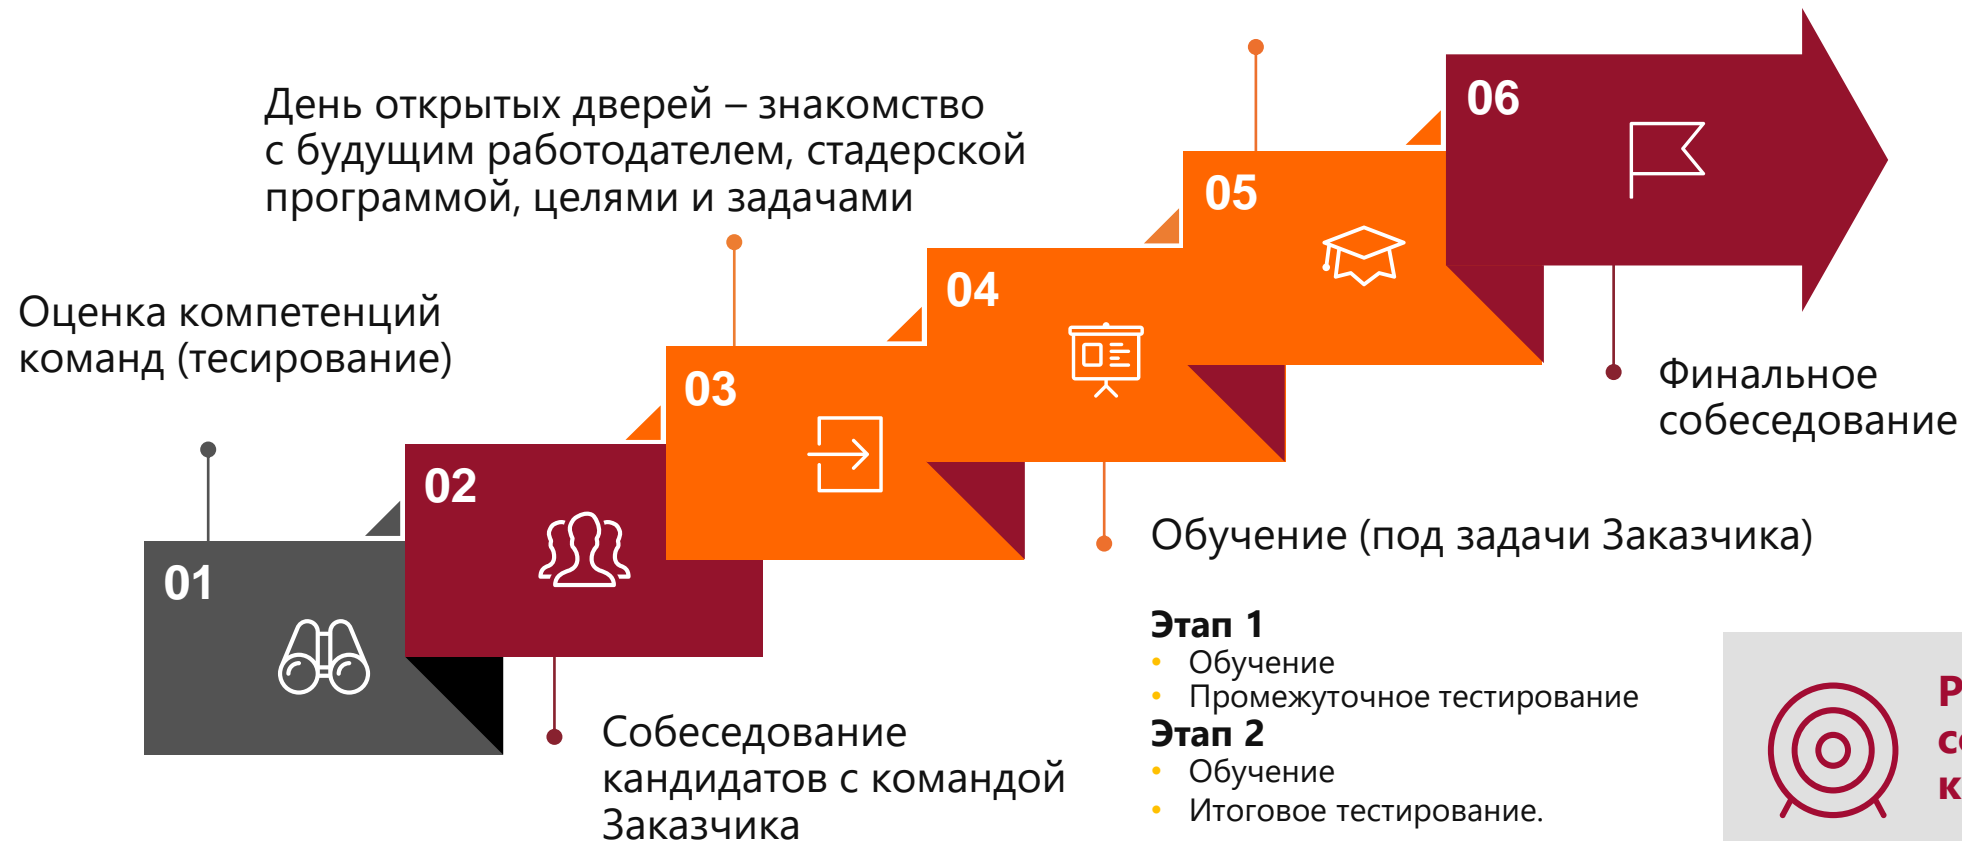 День открытых дверей – знакомство
с будущим работодателем, стадерской
программой, целями и задачами
Оценка компетенций
команд (тесирование)
01
02
03
04
05
06
Собеседование
кандидатов с командой
Заказчика
Финальное
собеседование
Обучение (под задачи Заказчика)
Этап 1
• Обучение
• Промежуточное тестирование
Этап 2
• Обучение
• Итоговое тестирование.